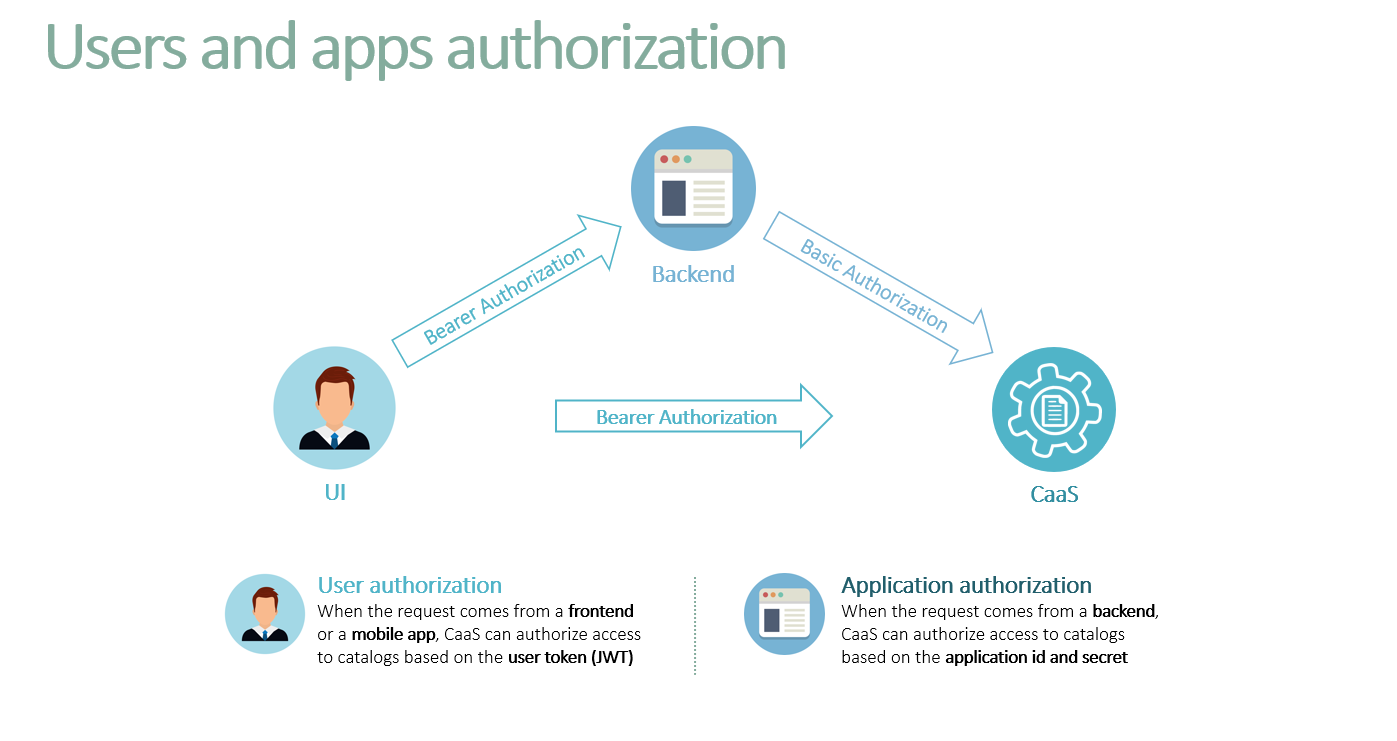 Users and apps authorization
Backend
Bearer Authorization
Basic Authorization
Bearer Authorization
UI
CaaS
User authorization
When the request comes from a frontend
or a mobile app, CaaS can authorize access
to catalogs based on the user token (JWT)
Application authorization
When the request comes from a backend,
CaaS can authorize access to catalogs
based on the application id and secret